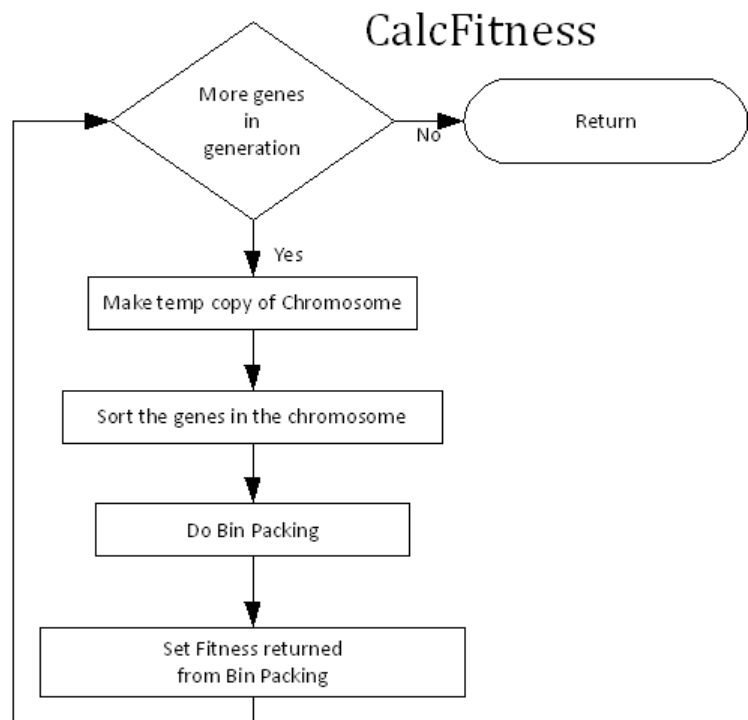 CalcFitness
More genes
in
generation
No
Return
Yes
Make temp copy of Chromosome
Sort the genes in the chromosome
Do Bin Packing
Set Fitness returned
from Bin Packing